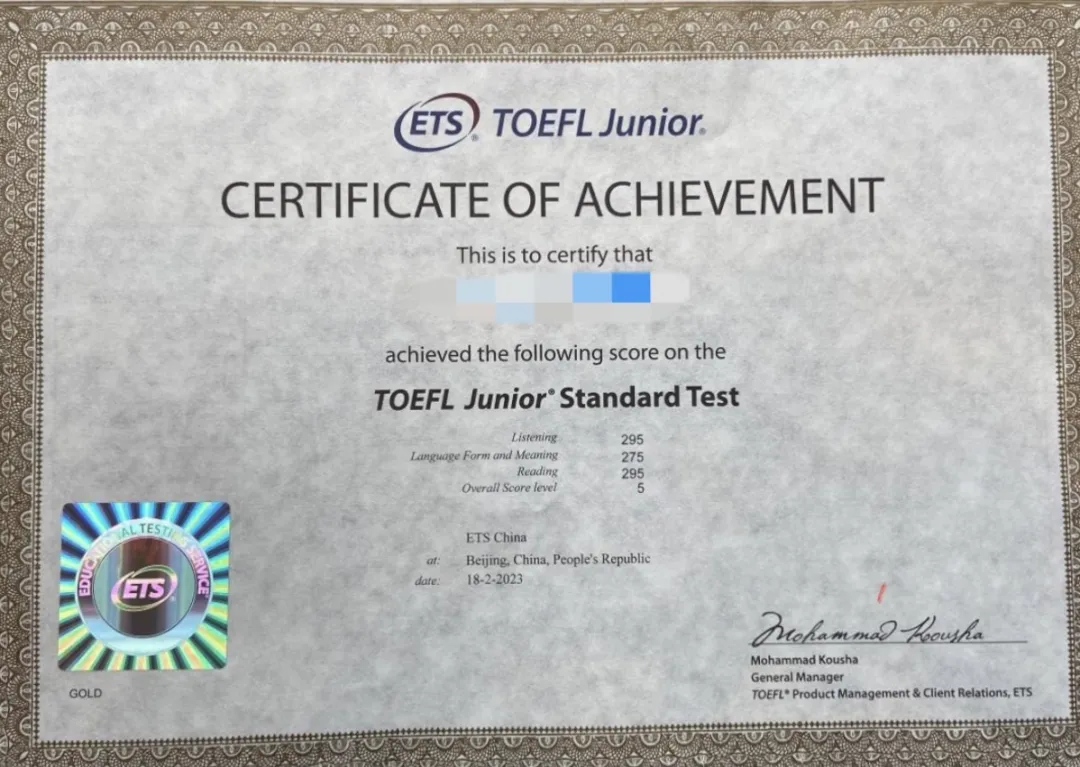 ETS® TOEFL Junior®
CERTIFICATE OF ACHIEVEMENT
This is to certify that
achieved the following score on the
TOEFL Junior® Standard Test
Listening 295
Language Form and Meaning 275
Reading 295
Overall Score level 5
ETS China
at: Beijing, China, People's Republic
date: 18-2-2023
EDUCATIONAL TESTING SERVICE
ETS®
GOLD
Mohammad Kousha
Mohammad Kousha
General Manager
TOEFL® Product Management & Client Relations, ETS